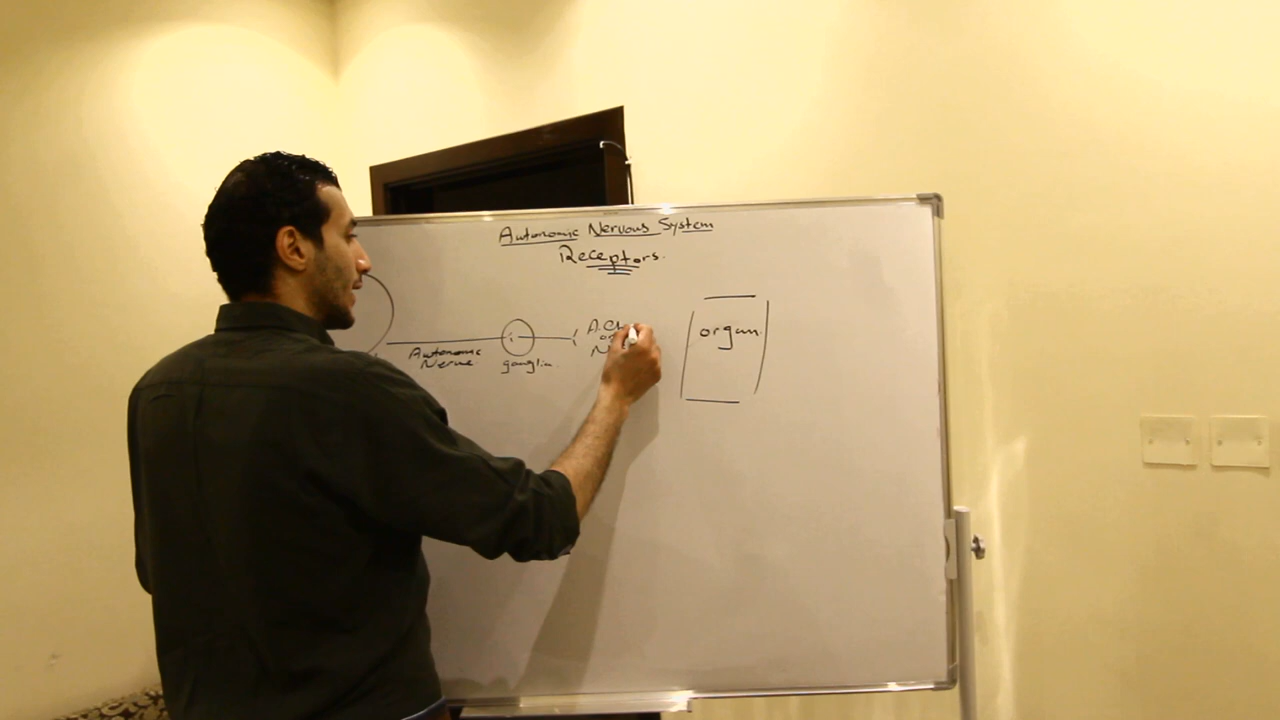 Autonomic Nervous System
Receptors.
A.Ch
or
N
organ.
Autonomic
Nerve
ganglia